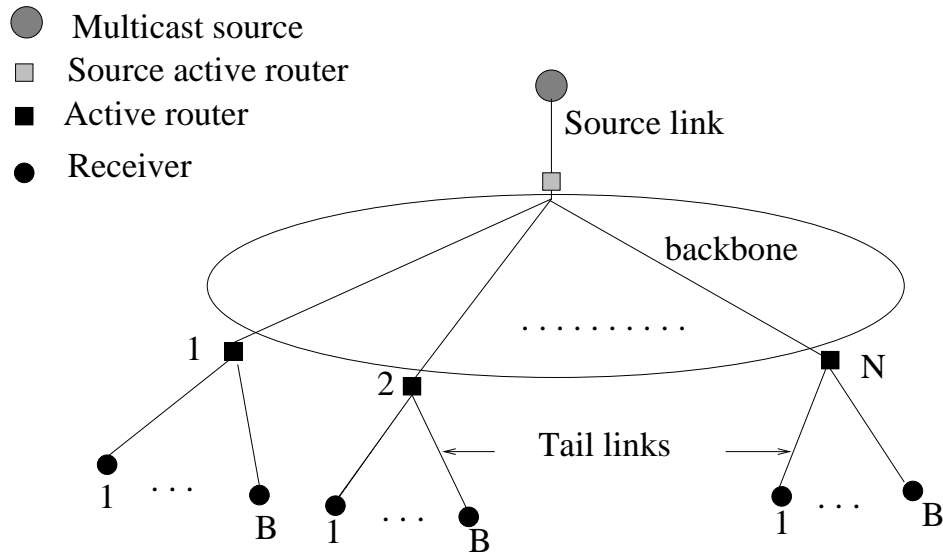 Multicast source
Source active router
Active router
Receiver
Source link
backbone
. . . . . . . . . .
1
2
N
Tail links
1 . . . B
1 . . . B
1 . . . B